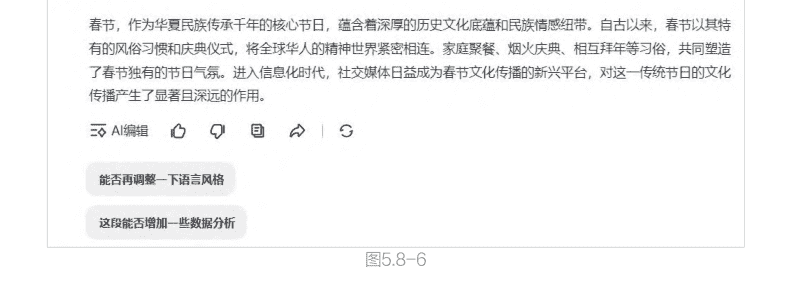 春节，作为华夏民族传承千年的核心节日，蕴含着深厚的历史文化底蕴和民族情感纽带。自古以来，春节以其特
有的风俗习惯和庆典仪式，将全球华人的精神世界紧密相连。家庭聚餐、烟火庆典、相互拜年等习俗，共同塑造
了春节独有的节日气氛。进入信息化时代，社交媒体日益成为春节文化传播的新兴平台，对这一传统节日的文化
传播产生了显著且深远的作用。
AI编辑
能否再调整一下语言风格
这段能否增加一些数据分析
图5.8-6